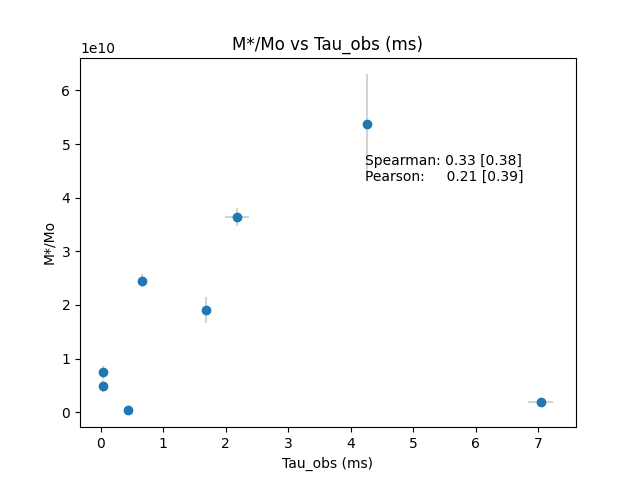 M*/Mo vs Tau_obs (ms)
1e10
6
5
4
3
2
1
0
M*/Mo
Spearman: 0.33 [0.38]
Pearson: 0.21 [0.39]
0 1 2 3 4 5 6 7
Tau_obs (ms)